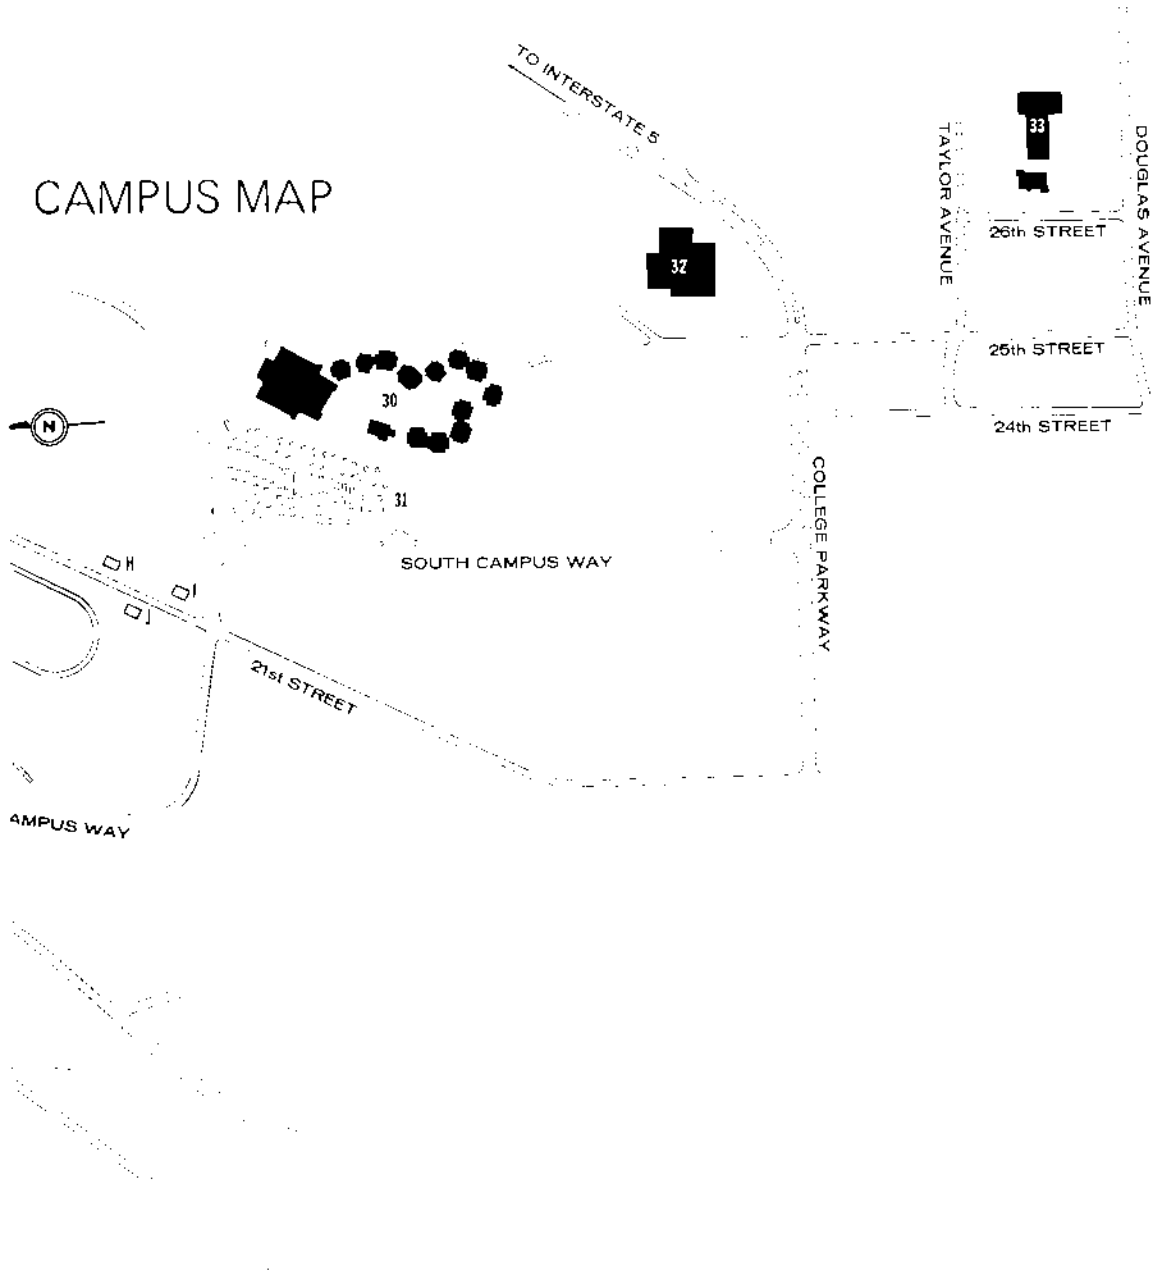 TO INTERSTATE 5
CAMPUS MAP
33
TAYLOR AVENUE
DOUGLAS AVENUE
26th STREET
32
25th STREET
30
N
24th STREET
31
COLLEGE PARKWAY
SOUTH CAMPUS WAY
H
I
J
21st STREET
AMPUS WAY